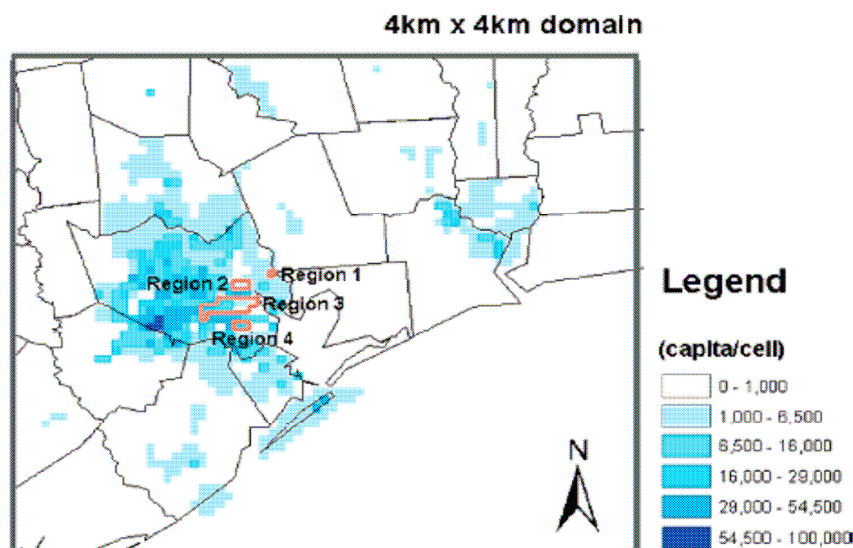 4km x 4km domain
Region 1
Region 2
Region 3
Region 4
Legend
(capita/cell)
0 - 1,000
1,000 - 6,500
6,500 - 16,000
16,000 - 29,000
29,000 - 54,500
54,500 - 100,000
N